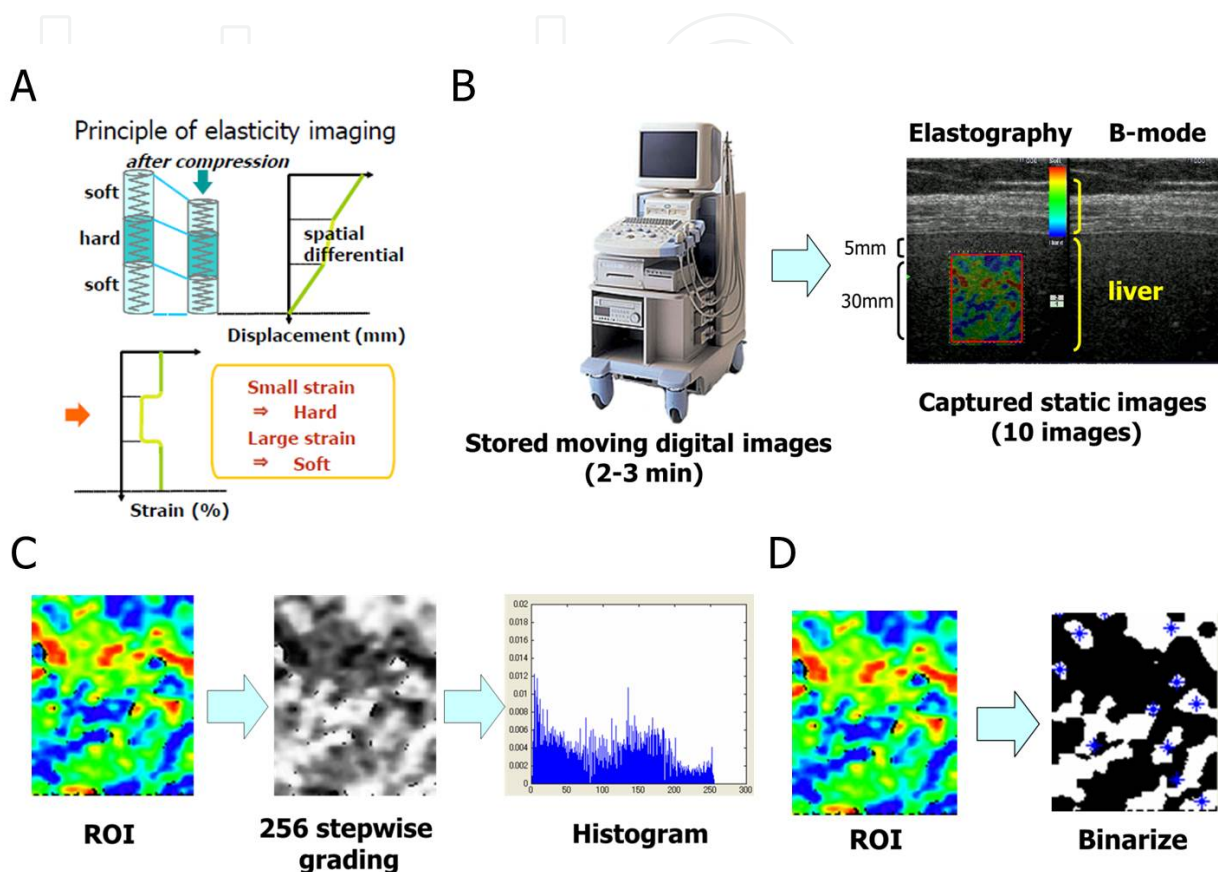 A
Principle of elasticity imaging
after compression
soft
hard
soft
spatial
differential
Displacement (mm)
Small strain
⇒ Hard
Large strain
⇒ Soft
Strain (%)
B
Elastography
B-mode
5mm
30mm
liver
Stored moving digital images
(2-3 min)
Captured static images
(10 images)
C
ROI
256 stepwise
grading
0.02
0.018
0.016
0.014
0.012
0.01
0.008
0.006
0.004
0.002
0
0
50
100
150
200
250
300
Histogram
D
ROI
Binarize